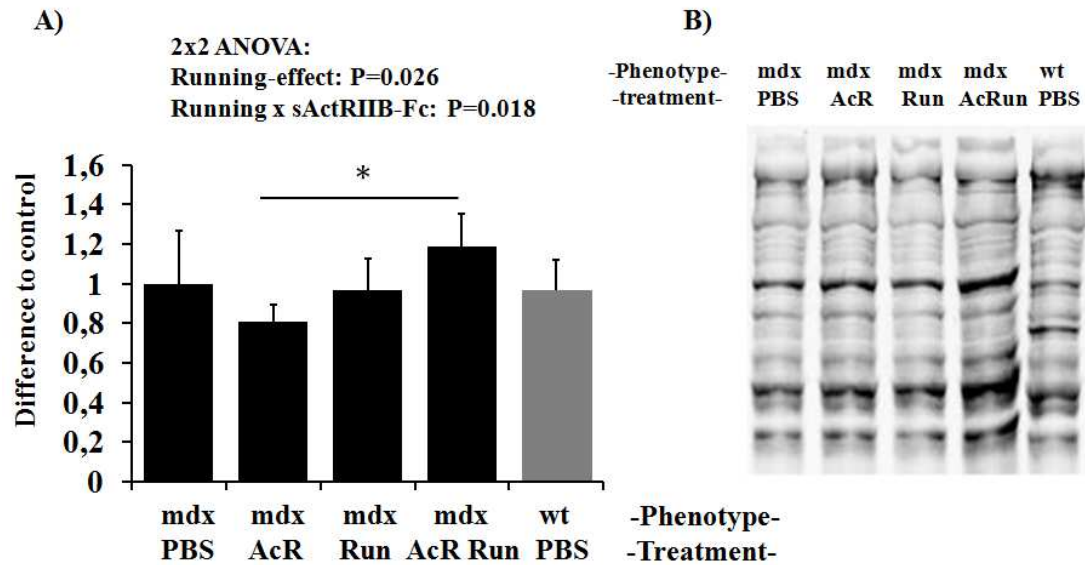 A)
2x2 ANOVA:
Running-effect: P=0.026
Running x sActRIIB-Fc: P=0.018
Difference to control
1,6
1,4
1,2
1
0,8
0,6
0,4
0,2
0
*
mdx mdx mdx mdx wt -Phenotype-
PBS AcR Run AcR Run PBS -Treatment-
B)
-Phenotype- mdx mdx mdx mdx wt
-treatment- PBS AcR Run AcRun PBS